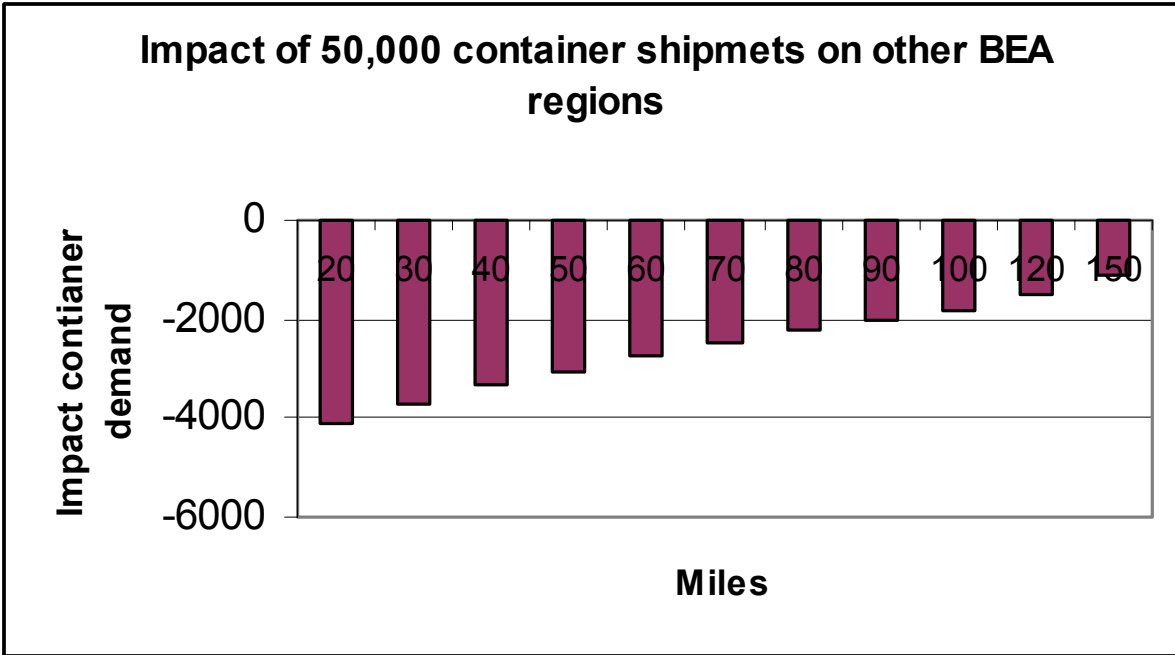 Impact of 50,000 container shipmets on other BEA
regions
Impact contianer
demand
0
-2000
-4000
-6000
20 30 40 50 60 70 80 90 100 120 150
Miles